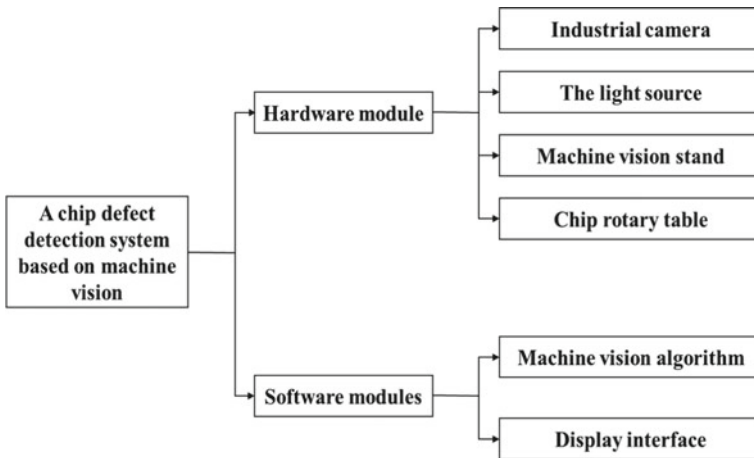 Industrial camera
The light source
Hardware module
Machine vision stand
Chip rotary table
A chip defect
detection system
based on machine
vision
Machine vision algorithm
Software modules
Display interface